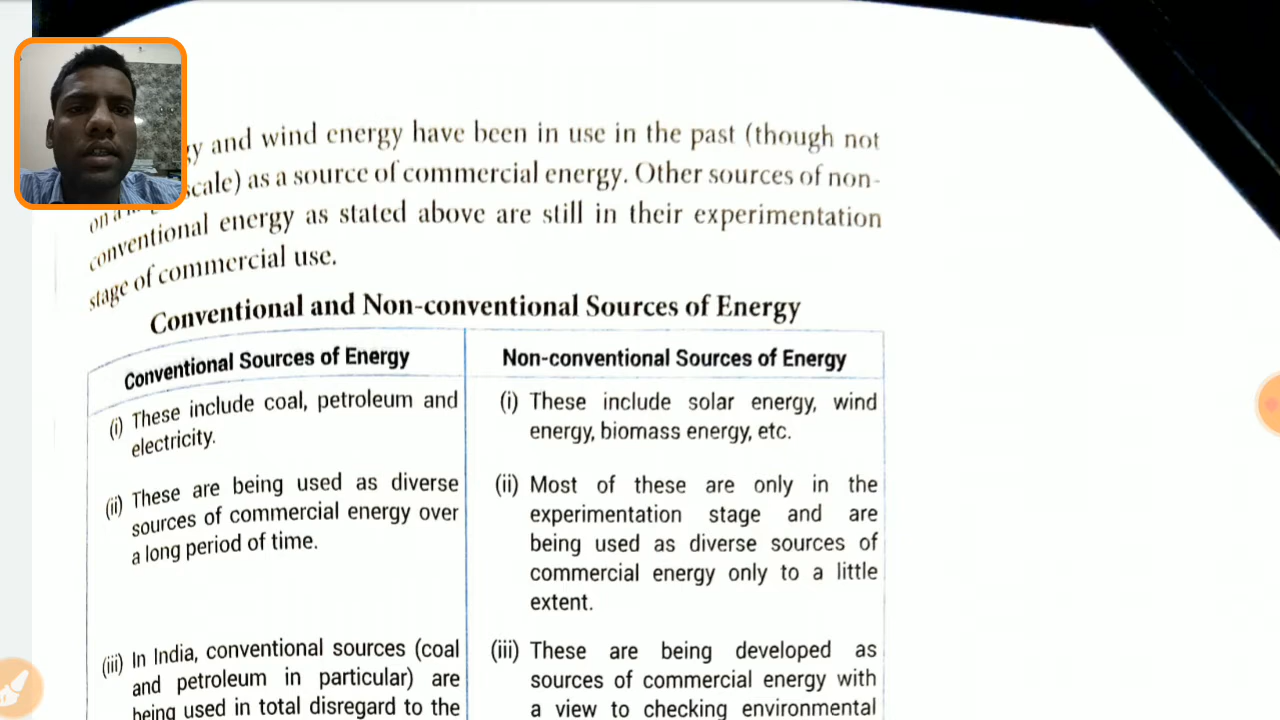 y and wind energy have been in use in the past (though not
on a scale) as a source of commercial energy. Other sources of non-
conventional energy as stated above are still in their experimentation
stage of commercial use.
Conventional and Non-conventional Sources of Energy
Conventional Sources of Energy
(i) These include coal, petroleum and
electricity.
(ii) These are being used as diverse
sources of commercial energy over
a long period of time.
(iii) In India, conventional sources (coal
and petroleum in particular) are
being used in total disregard to the
Non-conventional Sources of Energy
(i) These include solar energy, wind
energy, biomass energy, etc.
(ii) Most of these are only in the
experimentation stage and are
being used as diverse sources of
commercial energy only to a little
extent.
(iii) These are being developed as
sources of commercial energy with
a view to checking environmental